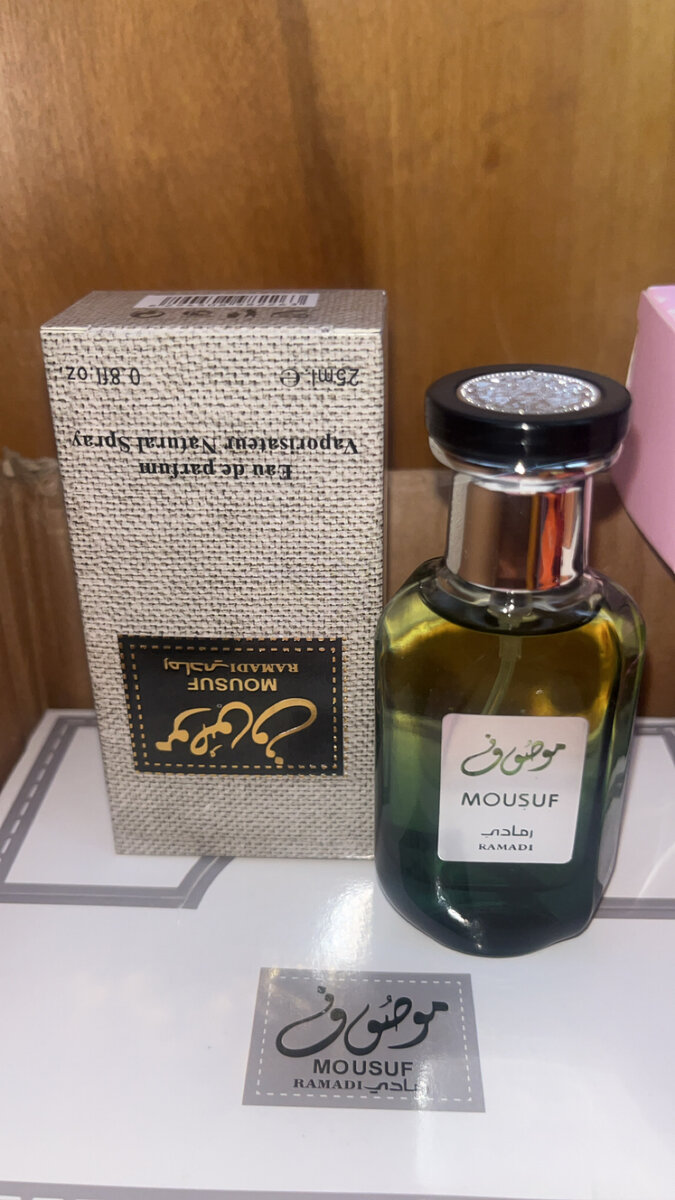 25ml. ℮ 0.8fl.oz.
Eau de parfum
Vaporisateur Natural Spray
موصوف
MOUSUF
RAMADI رمادي
موصوف
MOUSUF
رمادي
RAMADI
موصوف
MOUSUF
RAMADI رمادي